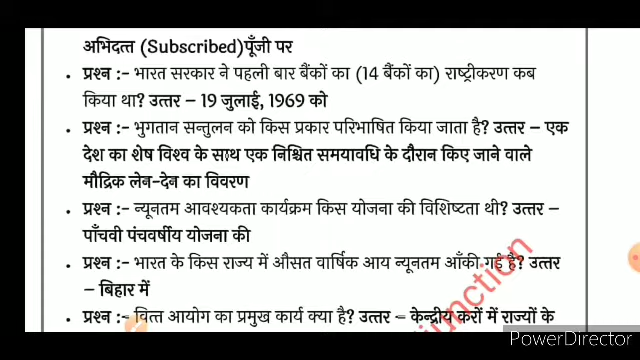 अभिदत्त (Subscribed)पूँजी पर
• प्रश्न :- भारत सरकार ने पहली बार बैंकों का (14 बैंकों का) राष्ट्रीकरण कब
किया था? उत्तर – 19 जुलाई, 1969 को
• प्रश्न :- भुगतान सन्तुलन को किस प्रकार परिभाषित किया जाता है? उत्तर – एक
देश का शेष विश्व के साथ एक निश्चित समयावधि के दौरान किए जाने वाले
मौद्रिक लेन-देन का विवरण
• प्रश्न :- न्यूनतम आवश्यकता कार्यक्रम किस योजना की विशिष्टता थी? उत्तर –
पाँचवी पंचवर्षीय योजना की
• प्रश्न :- भारत के किस राज्य में औसत वार्षिक आय न्यूनतम आँकी गई है? उत्तर
– बिहार में
• प्रश्न :- वित्त आयोग का प्रमुख कार्य क्या है? उत्तर – केन्द्रीय करों में राज्यों के
junction
PowerDirector